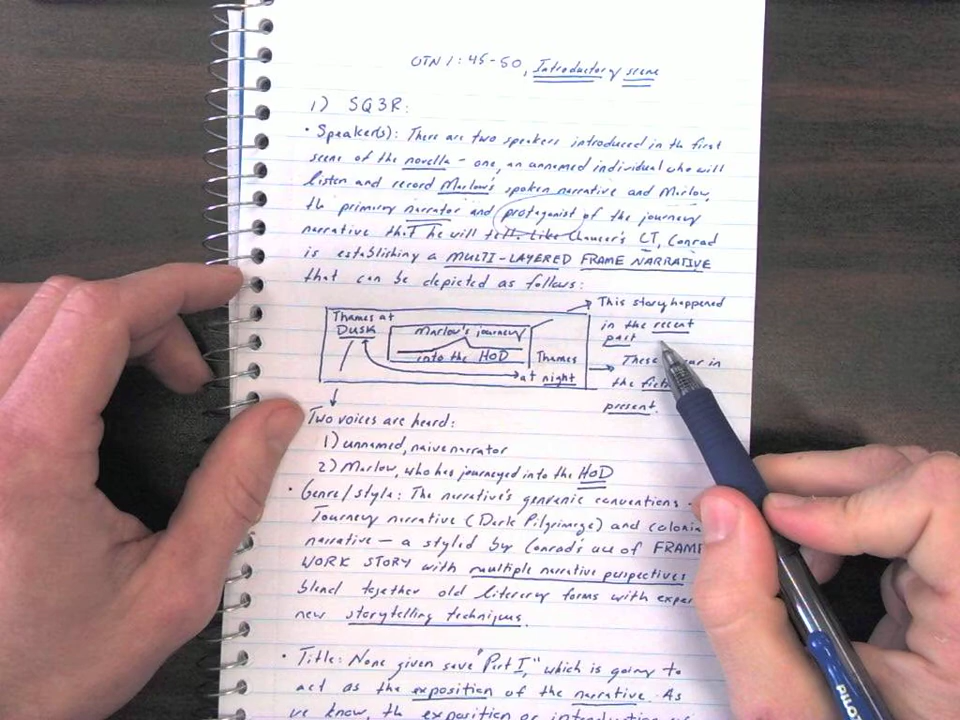 UTN 1: 45-50, Introductory scene
1) SQ3R:
• Speaker(s): There are two speakers introduced in th first
scene of the novella - one, an unnamed individual who will
listen and record Marlow's spoken narrative and Marlow,
th primary narrator and protagonist of the journey
narrative that he will tell. Like Chaucer's CT, Conrad
is establishing a MULTI-LAYERED FRAME NARRATIVE
that can be depicted as follows:
This story happened
in the recent
past
Thames at
Dusk
Marlow's journey
into the HoD
Thames
at night
These
in
the
present.
Two voices are heard:
1) unnamed, naive narrator
2) Marlow, who has journeyed into the HoD
• Genre/style: The narrative's generic conventions -
Journey narrative (Dark Pilgrimage) and
narrative - a styled by Conrad's use of FRAME
WORK STORY with multiple narrative perspectives
blend together old literary forms with
new storytelling techniques.
• Title: None given save "Part I," which is going to
act as the exposition of the narrative. As
we know, th exposition or
PILOT